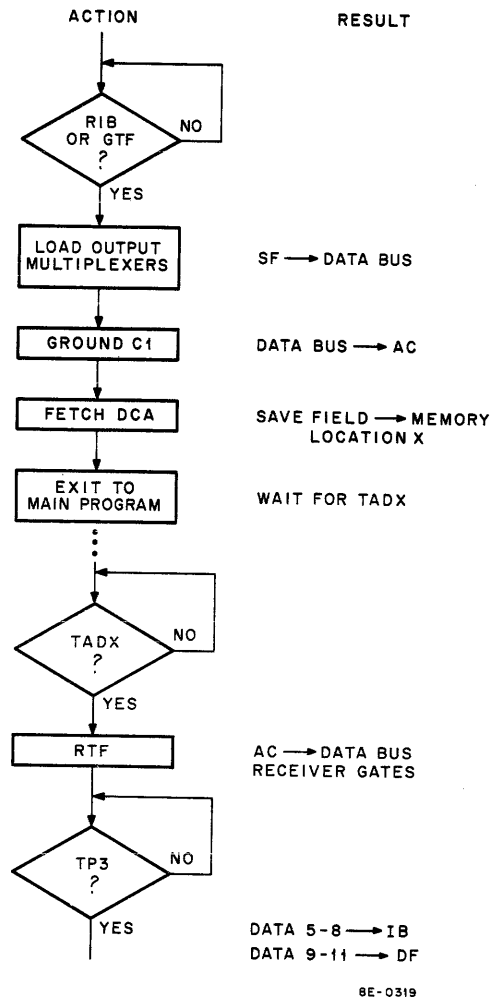 ACTION RESULT
RIB
OR GTF
?
NO
YES
LOAD OUTPUT
MULTIPLEXERS
SF → DATA BUS
GROUND C1
DATA BUS → AC
FETCH DCA
SAVE FIELD → MEMORY
LOCATION X
EXIT TO
MAIN PROGRAM
WAIT FOR TADX
TADX
?
NO
YES
RTF
AC → DATA BUS
RECEIVER GATES
TP3
?
NO
YES
DATA 5-8 → IB
DATA 9-11 → DF
8E-0319